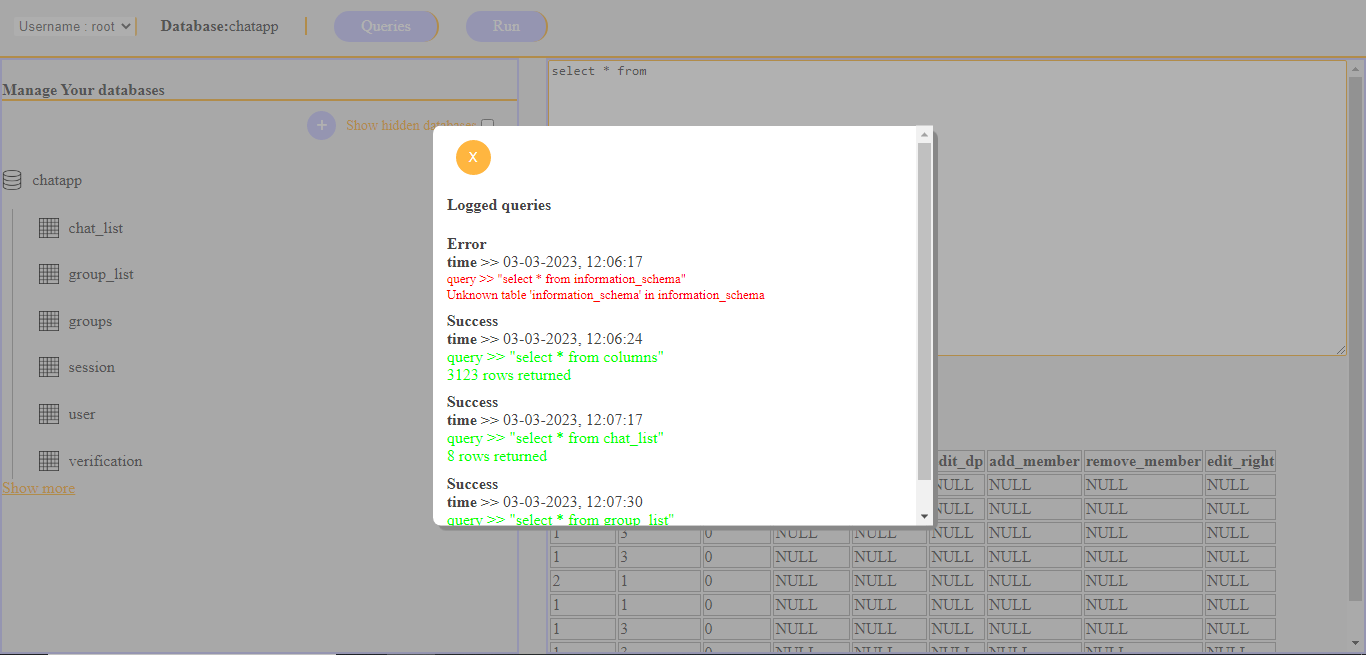 Username : root
Database:chatapp
Queries
Run
Manage Your databases
+
Show hidden databases
select * from
chatapp
chat_list
group_list
groups
session
user
verification
Show more
X
Logged queries
Error
time >> 03-03-2023, 12:06:17
query >> "select * from information_schema"
Unknown table 'information_schema' in information_schema
Success
time >> 03-03-2023, 12:06:24
query >> "select * from columns"
3123 rows returned
Success
time >> 03-03-2023, 12:07:17
query >> "select * from chat_list"
8 rows returned
Success
time >> 03-03-2023, 12:07:30
query >> "select * from group_list"
dit_dp add_member remove_member edit_right
NULL NULL NULL NULL
NULL NULL NULL NULL
1 3 0 NULL NULL NULL NULL NULL NULL
1 3 0 NULL NULL NULL NULL NULL NULL
2 1 0 NULL NULL NULL NULL NULL NULL
1 1 0 NULL NULL NULL NULL NULL NULL
1 3 0 NULL NULL NULL NULL NULL NULL